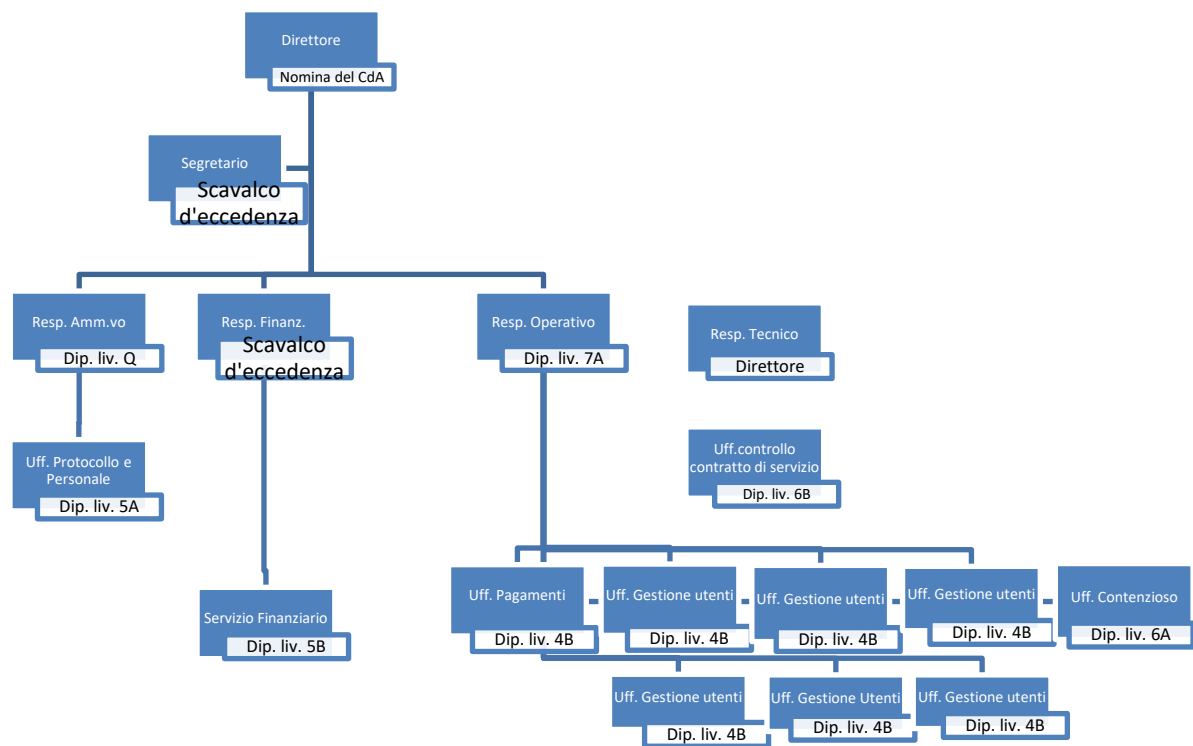 Direttore
Nomina del CdA
Segretario
Scavalco
d'eccedenza
Resp. Amm.vo
Dip. liv. Q
Resp. Finanz.
Scavalco
d'eccedenza
Resp. Operativo
Dip. liv. 7A
Resp. Tecnico
Direttore
Uff. Protocollo e
Personale
Dip. liv. 5A
Uff.controllo
contratto di servizio
Dip. liv. 6B
Servizio Finanziario
Dip. liv. 5B
Uff. Pagamenti
Dip. liv. 4B
Uff. Gestione utenti
Dip. liv. 4B
Uff. Gestione utenti
Dip. liv. 4B
Uff. Gestione utenti
Dip. liv. 4B
Uff. Contenzioso
Dip. liv. 6A
Uff. Gestione utenti
Dip. liv. 4B
Uff. Gestione Utenti
Dip. liv. 4B
Uff. Gestione utenti
Dip. liv. 4B